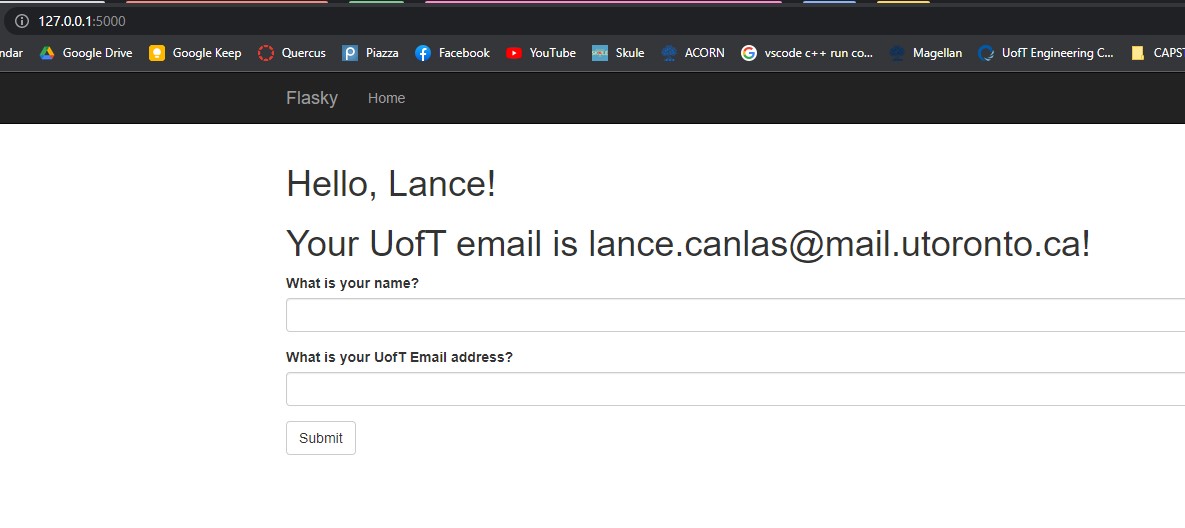 127.0.0.1:5000
ndar Google Drive Google Keep Quercus Piazza Facebook YouTube Skule ACORN vscode c++ run co... Magellan UofT Engineering C... CAPST
Flasky Home
Hello, Lance!
Your UofT email is lance.canlas@mail.utoronto.ca!
What is your name?
What is your UofT Email address?
Submit